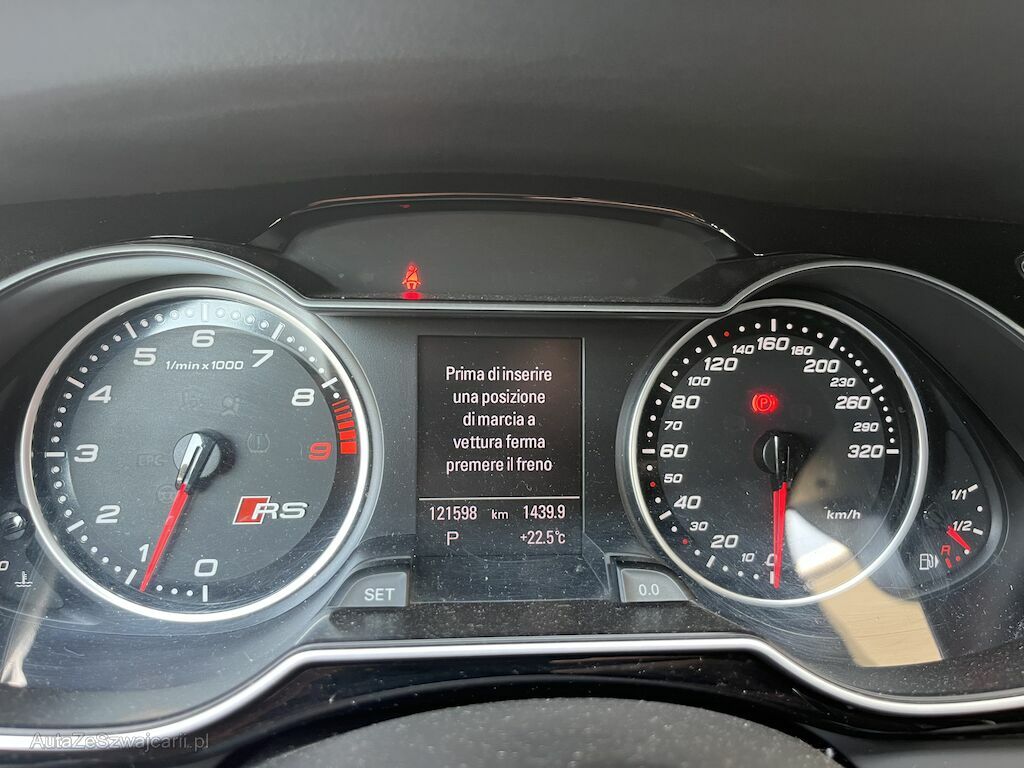 1/min x 1000
0
1
2
3
4
5
6
7
8
9
RS
Prima di inserire
una posizione
di marcia a
vettura ferma
premere il freno
121598 km 1439.9
P +22.5°c
SET
0.0
0
10
20
30
40
50
60
70
80
100
120
140
160
180
200
230
260
290
320
P
km/h
1/1
1/2
R
AutaZeSzwajcarii.pl